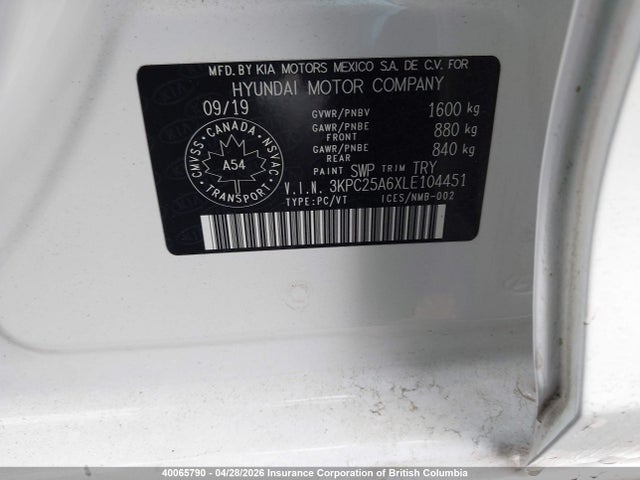 MFD. BY KIA MOTORS MEXICO S.A. DE C.V. FOR
HYUNDAI MOTOR COMPANY
09/19
GVWR/PNBV 1600 kg
GAWR/PNBE FRONT 880 kg
GAWR/PNBE REAR 840 kg
CANADA
CMVSS
NSVAC
A54
PAINT SWP TRIM TRY
V.I.N. 3KPC25A6XLE104451
TYPE:PC/VT ICES/NMB-002
40065790 - 04/28/2026 Insurance Corporation of British Columbia